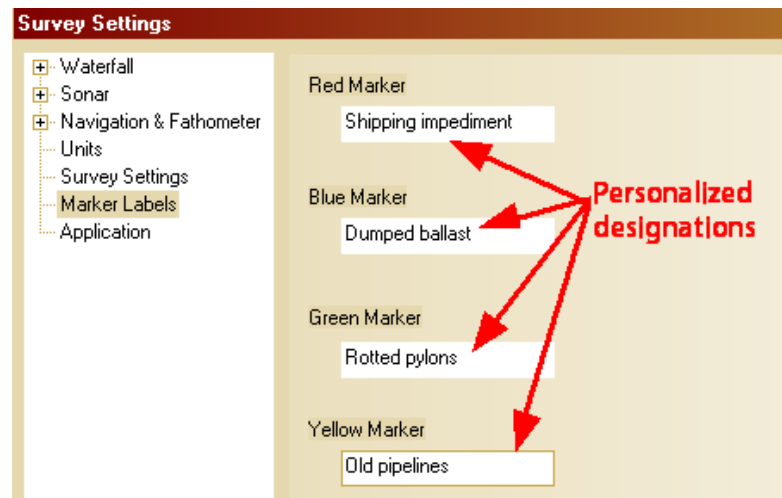 Survey Settings
Waterfall
Sonar
Navigation & Fathometer
Units
Survey Settings
Marker Labels
Application
Red Marker
Shipping impediment
Blue Marker
Dumped ballast
Green Marker
Rotted pylons
Yellow Marker
Old pipelines
Personalized
designations